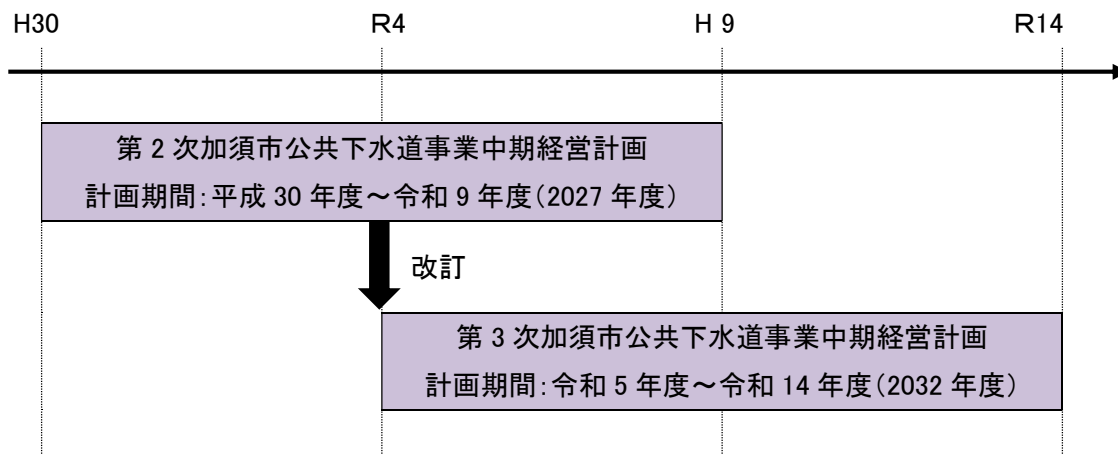 H30 R4 H 9 R14
第 2 次加須市公共下水道事業中期経営計画
計画期間:平成 30 年度～令和 9 年度(2027 年度)
改訂
第 3 次加須市公共下水道事業中期経営計画
計画期間:令和 5 年度～令和 14 年度(2032 年度)